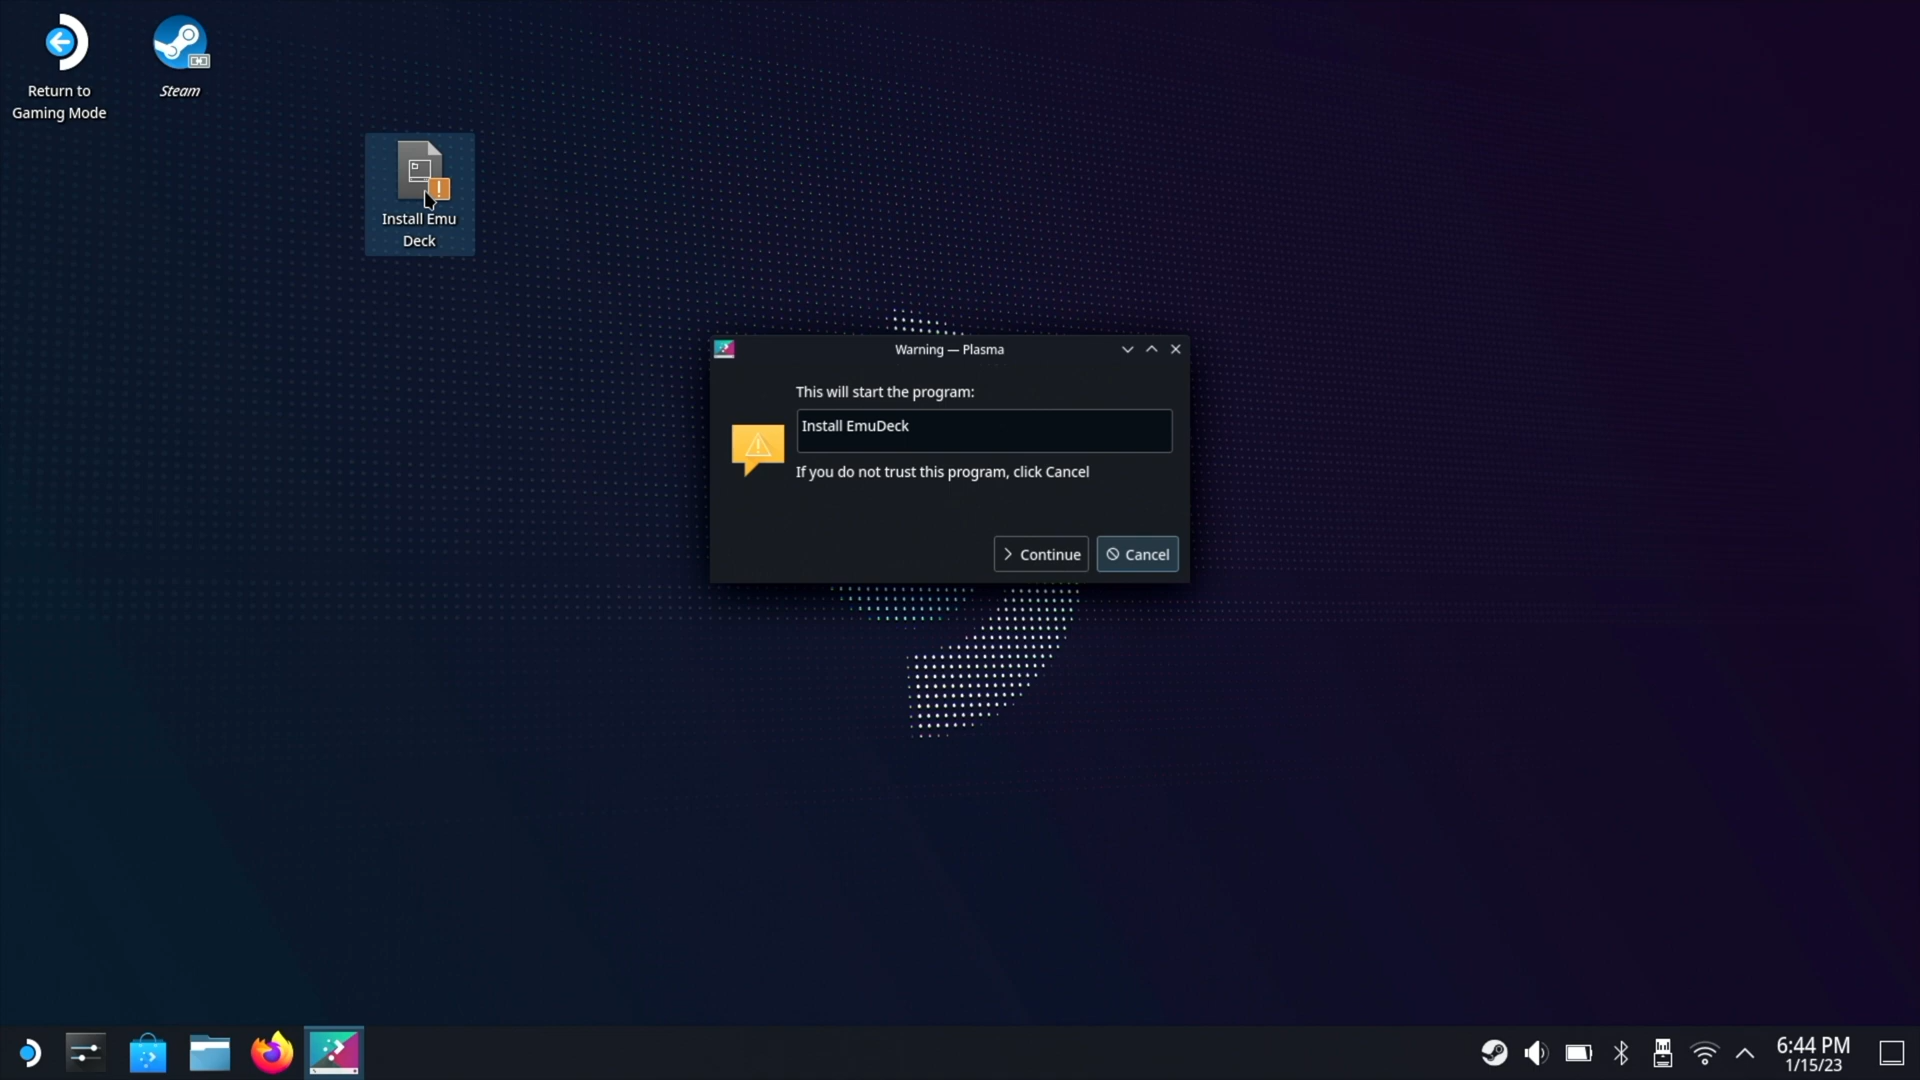 Return to
Gaming Mode
Steam
Install Emu
Deck
Warning — Plasma
This will start the program:
Install EmuDeck
If you do not trust this program, click Cancel
Continue
Cancel
6:44 PM
1/15/23